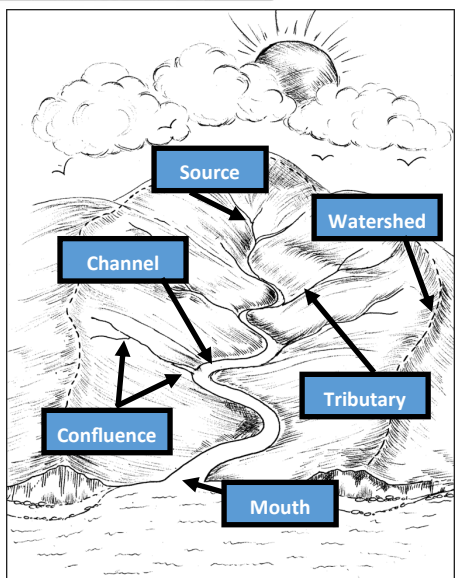 Source
Watershed
Channel
Tributary
Confluence
Mouth